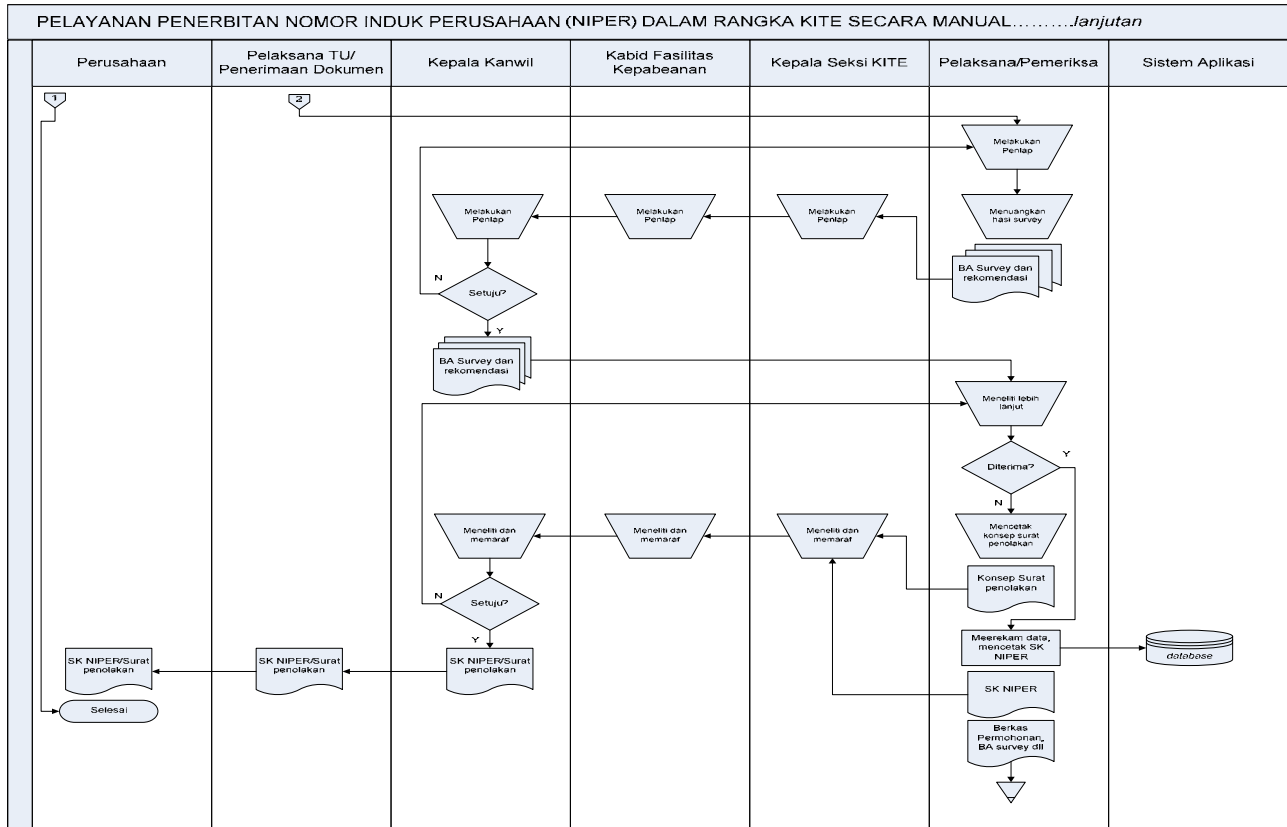 PELAYANAN PENERBITAN NOMOR INDUK PERUSAHAAN (NIPER) DALAM RANGKA KITE SECARA MANUAL..........lanjutan
Perusahaan
Pelaksana TU/
Penerimaan Dokumen
Kepala Kanwil
Kabid Fasilitas
Kepabeanan
Kepala Seksi KITE
Pelaksana/Pemeriksa
Sistem Aplikasi
1
2
Melakukan
Penlap
Melakukan
Penlap
Melakukan
Penlap
Melakukan
Penlap
Menuangkan
hasi survey
BA Survey dan
rekomendasi
N
Setuju?
Y
BA Survey dan
rekomendasi
Meneliti lebih
lanjut
Diterima?
Y
N
Meneliti dan
memaraf
Meneliti dan
memaraf
Meneliti dan
memaraf
Mencetak
konsep surat
penolakan
Konsep Surat
penolakan
N
Setuju?
Y
SK NIPER/Surat
penolakan
SK NIPER/Surat
penolakan
SK NIPER/Surat
penolakan
Meerekam data,
mencetak SK
NIPER
database
Selesai
SK NIPER
Berkas
Permohonan,
BA survey dll